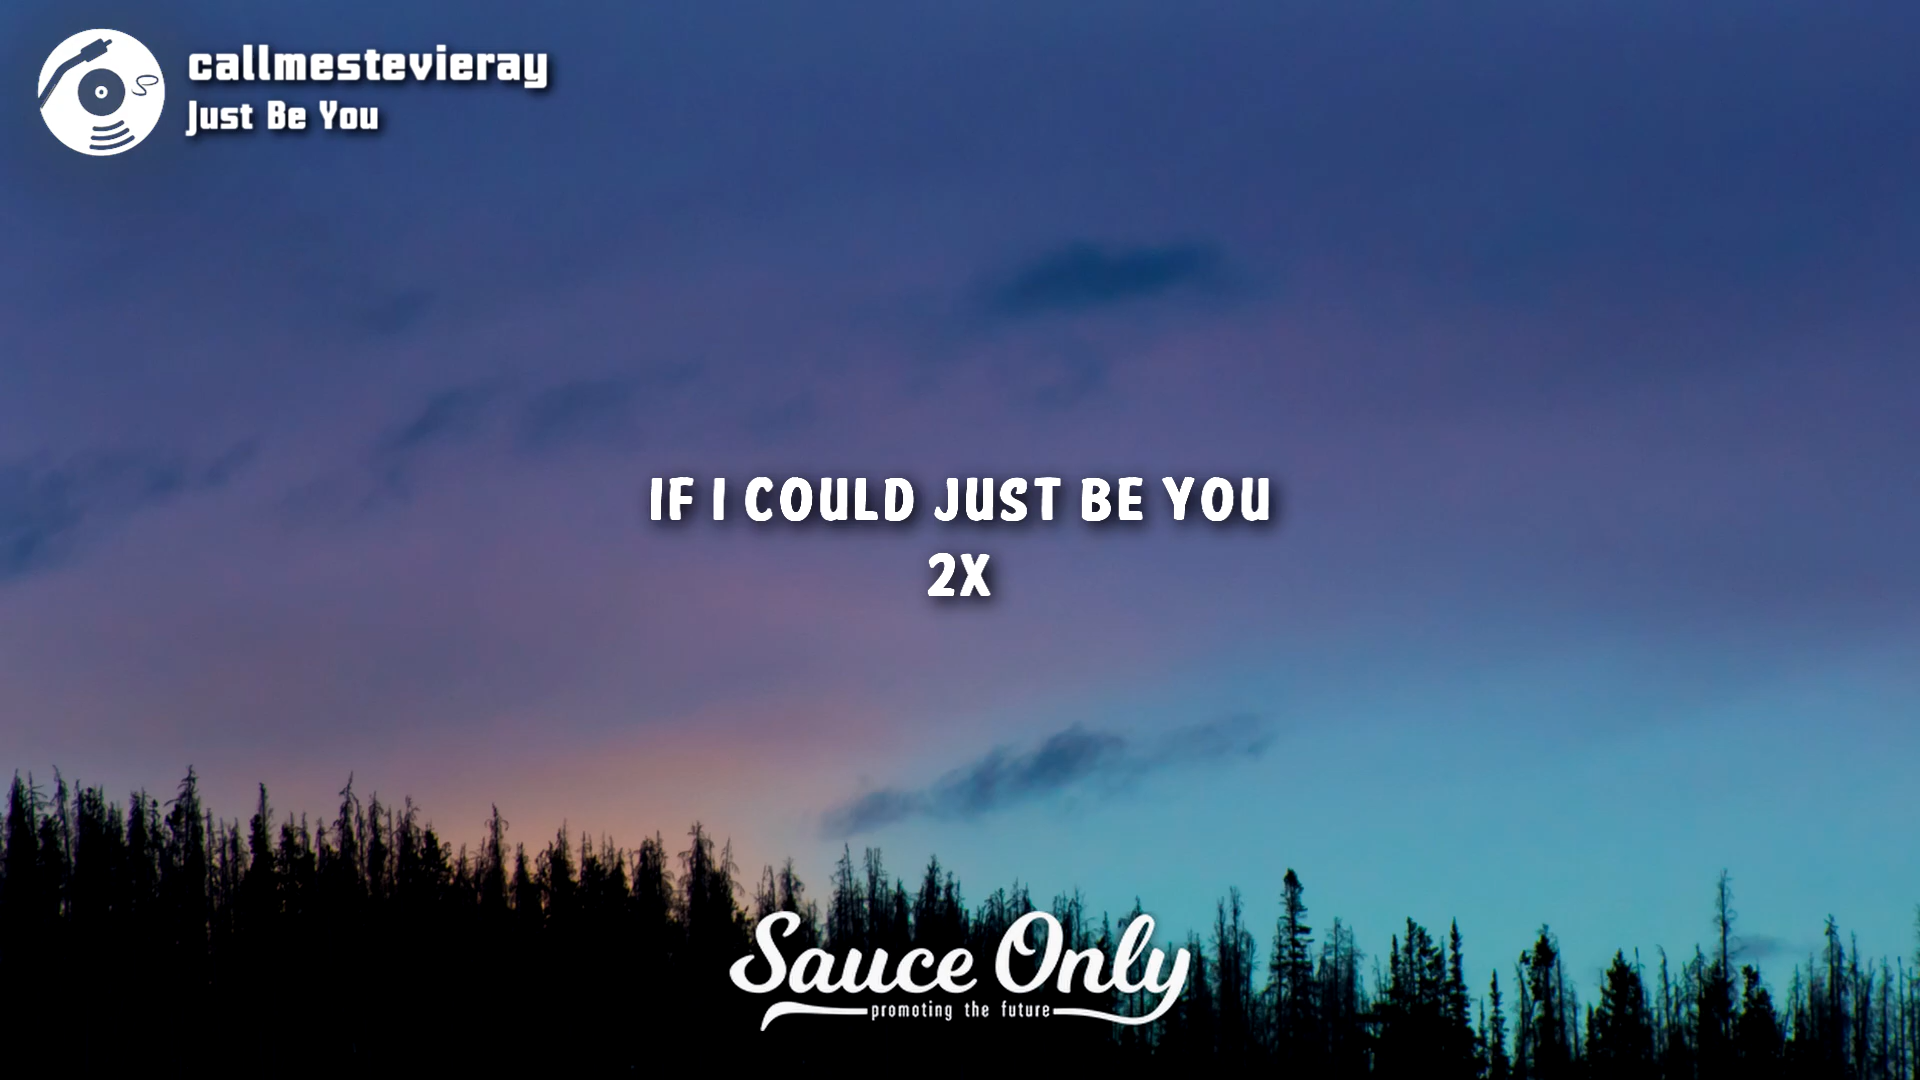 callmestevieray
Just Be You
IF I COULD JUST BE YOU
2X
Sauce Only
promoting the future